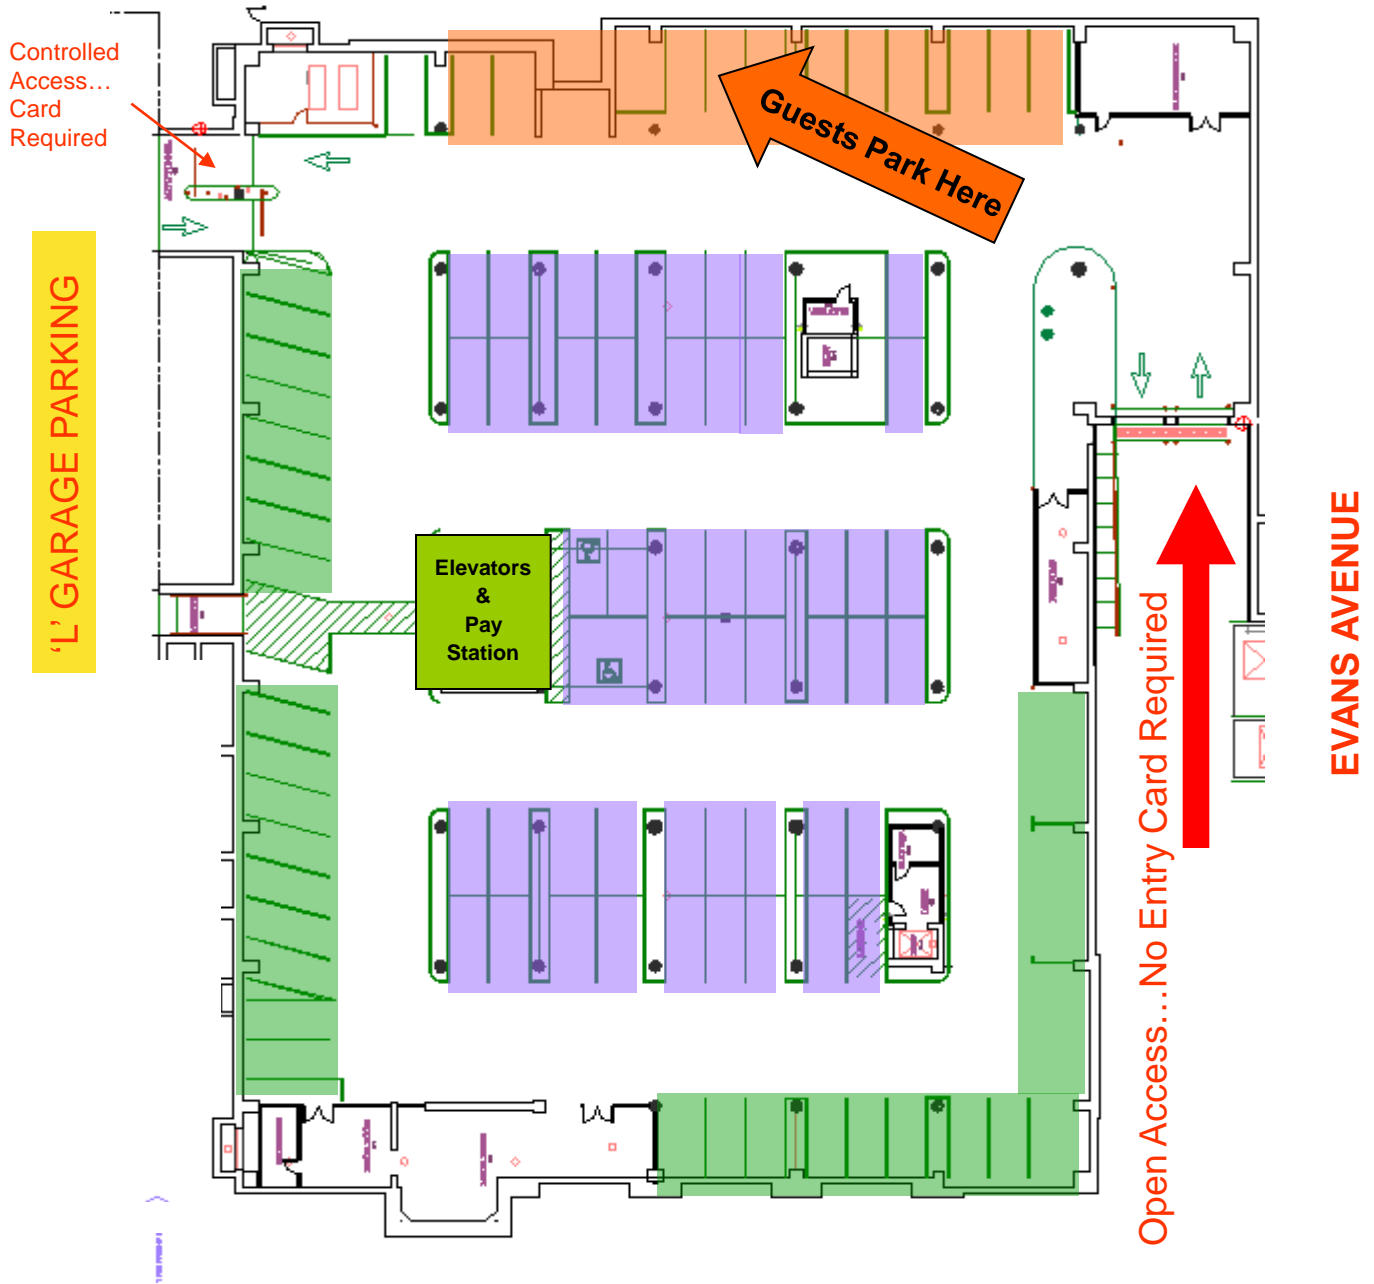 Controlled
Access…
Card
Required
Guests Park Here
'L' GARAGE PARKING
Elevators
&
Pay
Station
Open Access…No Entry Card Required
EVANS AVENUE